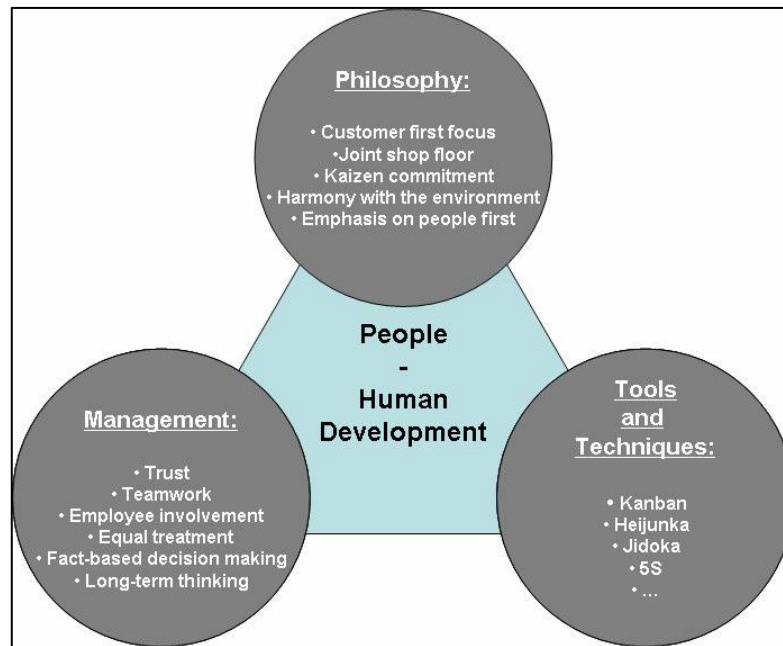 Philosophy:
• Customer first focus
•Joint shop floor
• Kaizen commitment
• Harmony with the environment
• Emphasis on people first
People
-
Human
Development
Management:
• Trust
• Teamwork
• Employee involvement
• Equal treatment
• Fact-based decision making
• Long-term thinking
Tools
and
Techniques:
• Kanban
• Heijunka
• Jidoka
• 5S
• ...